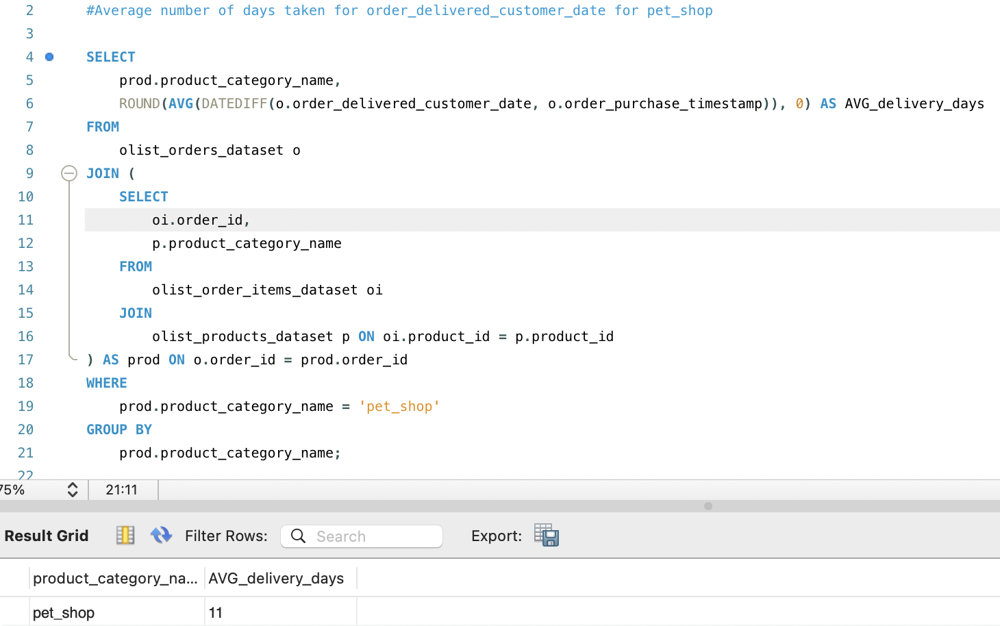 2 #Average number of days taken for order_delivered_customer_date for pet_shop
3
4 SELECT
5 prod.product_category_name,
6 ROUND(AVG(DATEDIFF(o.order_delivered_customer_date, o.order_purchase_timestamp)), 0) AS AVG_delivery_days
7 FROM
8 olist_orders_dataset o
9 JOIN (
10 SELECT
11 oi.order_id,
12 p.product_category_name
13 FROM
14 olist_order_items_dataset oi
15 JOIN
16 olist_products_dataset p ON oi.product_id = p.product_id
17 ) AS prod ON o.order_id = prod.order_id
18 WHERE
19 prod.product_category_name = 'pet_shop'
20 GROUP BY
21 prod.product_category_name;
22
75% 21:11
Result Grid Filter Rows: Search Export:
product_category_na... AVG_delivery_days
pet_shop 11